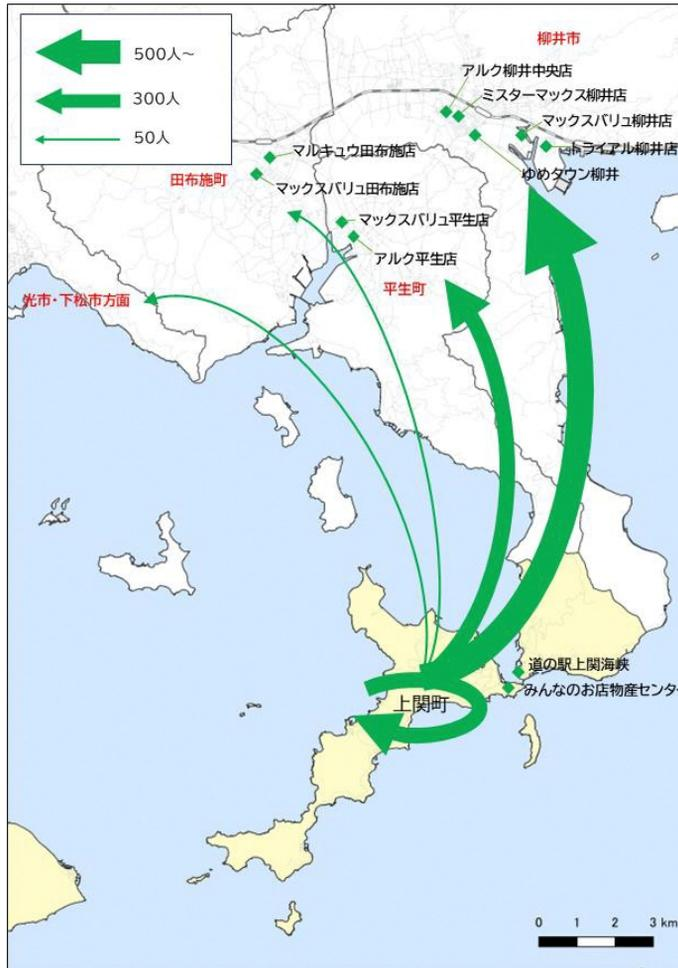 500人~
300人
50人
柳井市
アルク柳井中央店
ミスターマックス柳井店
マックスバリュ柳井店
トライアル柳井店
ゆめタウン柳井
マルキュウ田布施店
田布施町
マックスバリュ田布施店
マックスバリュ平生店
アルク平生店
平生町
光市・下松市方面
道の駅上関海峡
みんなのお店物産センター
上関町
0 1 2 3 km